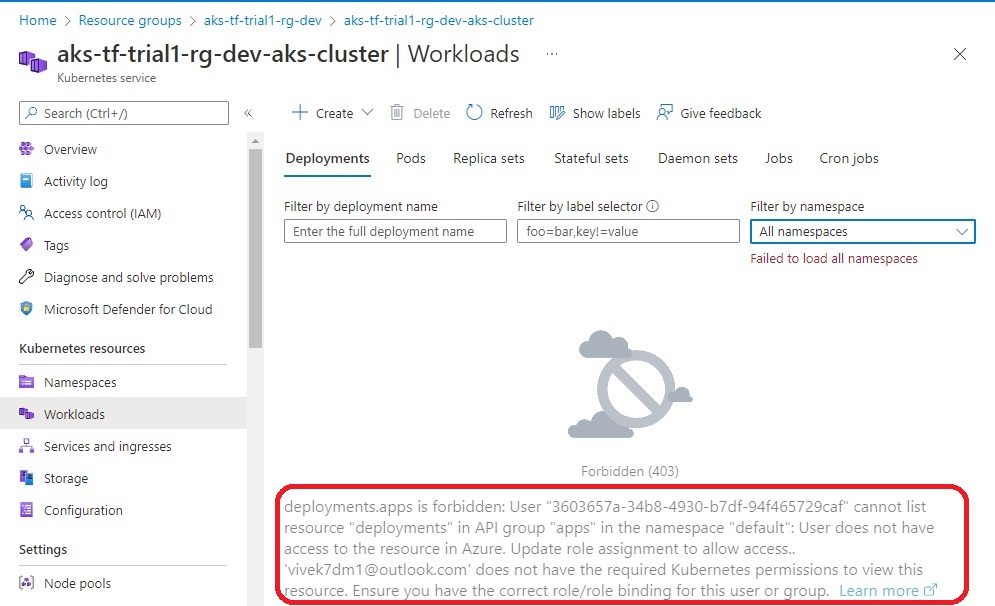 Home > Resource groups > aks-tf-trial1-rg-dev > aks-tf-trial1-rg-dev-aks-cluster
aks-tf-trial1-rg-dev-aks-cluster | Workloads ...
Kubernetes service
Search (Ctrl+/)
«
Overview
Activity log
Access control (IAM)
Tags
Diagnose and solve problems
Microsoft Defender for Cloud
Kubernetes resources
Namespaces
Workloads
Services and ingresses
Storage
Configuration
Settings
Node pools
Create
Delete
Refresh
Show labels
Give feedback
Deployments
Pods
Replica sets
Stateful sets
Daemon sets
Jobs
Cron jobs
Filter by deployment name
Enter the full deployment name
Filter by label selector
foo=bar,key!=value
Filter by namespace
All namespaces
Failed to load all namespaces
Forbidden (403)
deployments.apps is forbidden: User "3603657a-34b8-4930-b7df-94f465729caf" cannot list
resource "deployments" in API group "apps" in the namespace "default": User does not have
access to the resource in Azure. Update role assignment to allow access..
'vivek7dm1@outlook.com' does not have the required Kubernetes permissions to view this
resource. Ensure you have the correct role/role binding for this user or group. Learn more